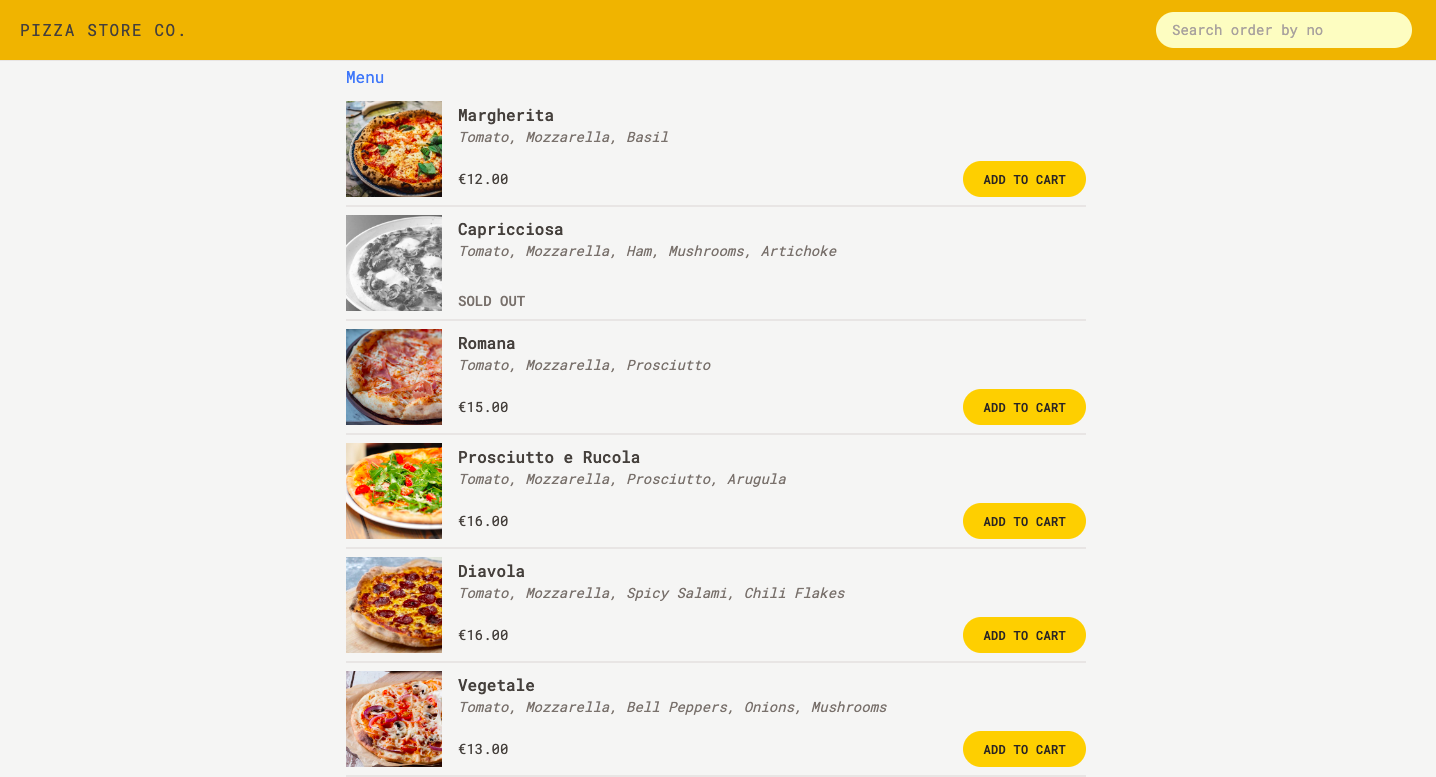 PIZZA STORE CO.
Search order by no
Menu
Margherita
Tomato, Mozzarella, Basil
€12.00
ADD TO CART
Capricciosa
Tomato, Mozzarella, Ham, Mushrooms, Artichoke
SOLD OUT
Romana
Tomato, Mozzarella, Prosciutto
€15.00
ADD TO CART
Prosciutto e Rucola
Tomato, Mozzarella, Prosciutto, Arugula
€16.00
ADD TO CART
Diavola
Tomato, Mozzarella, Spicy Salami, Chili Flakes
€16.00
ADD TO CART
Vegetale
Tomato, Mozzarella, Bell Peppers, Onions, Mushrooms
€13.00
ADD TO CART